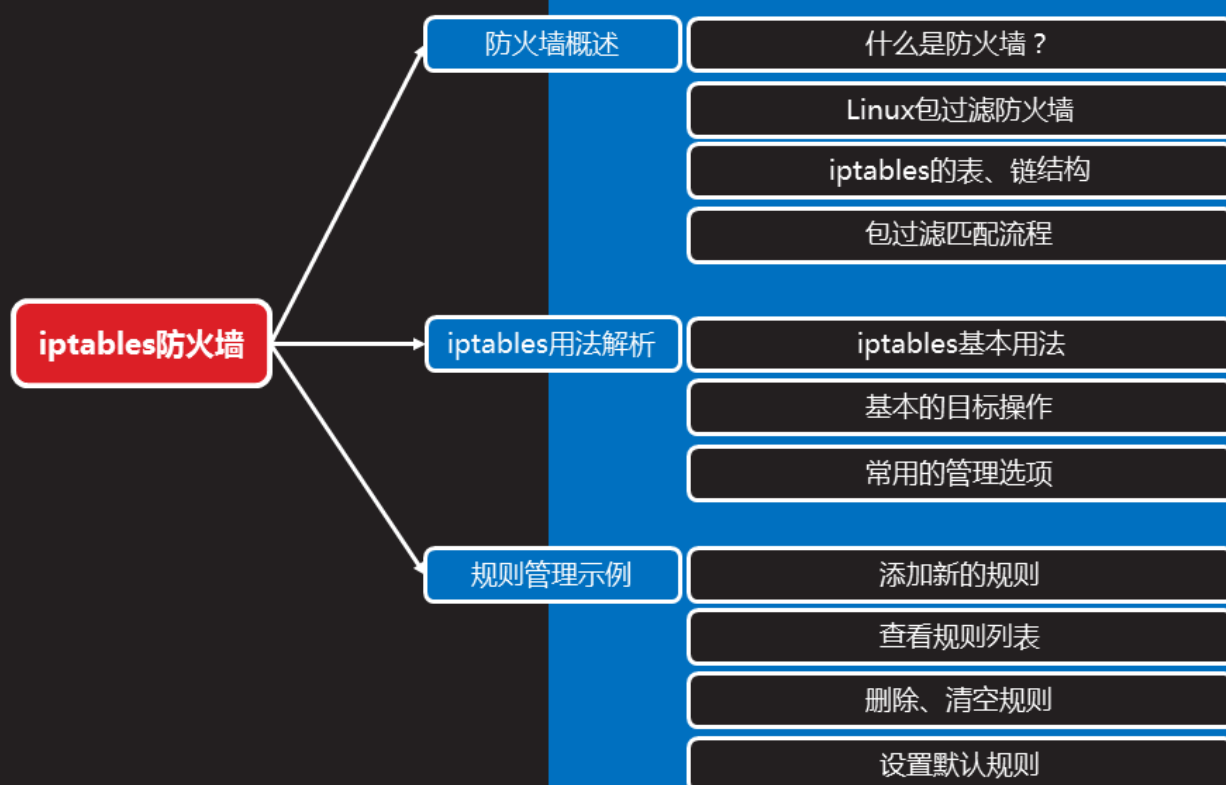 防火墙概述
什么是防火墙？
Linux包过滤防火墙
iptables的表、链结构
包过滤匹配流程
iptables防火墙
iptables用法解析
iptables基本用法
基本的目标操作
常用的管理选项
规则管理示例
添加新的规则
查看规则列表
删除、清空规则
设置默认规则